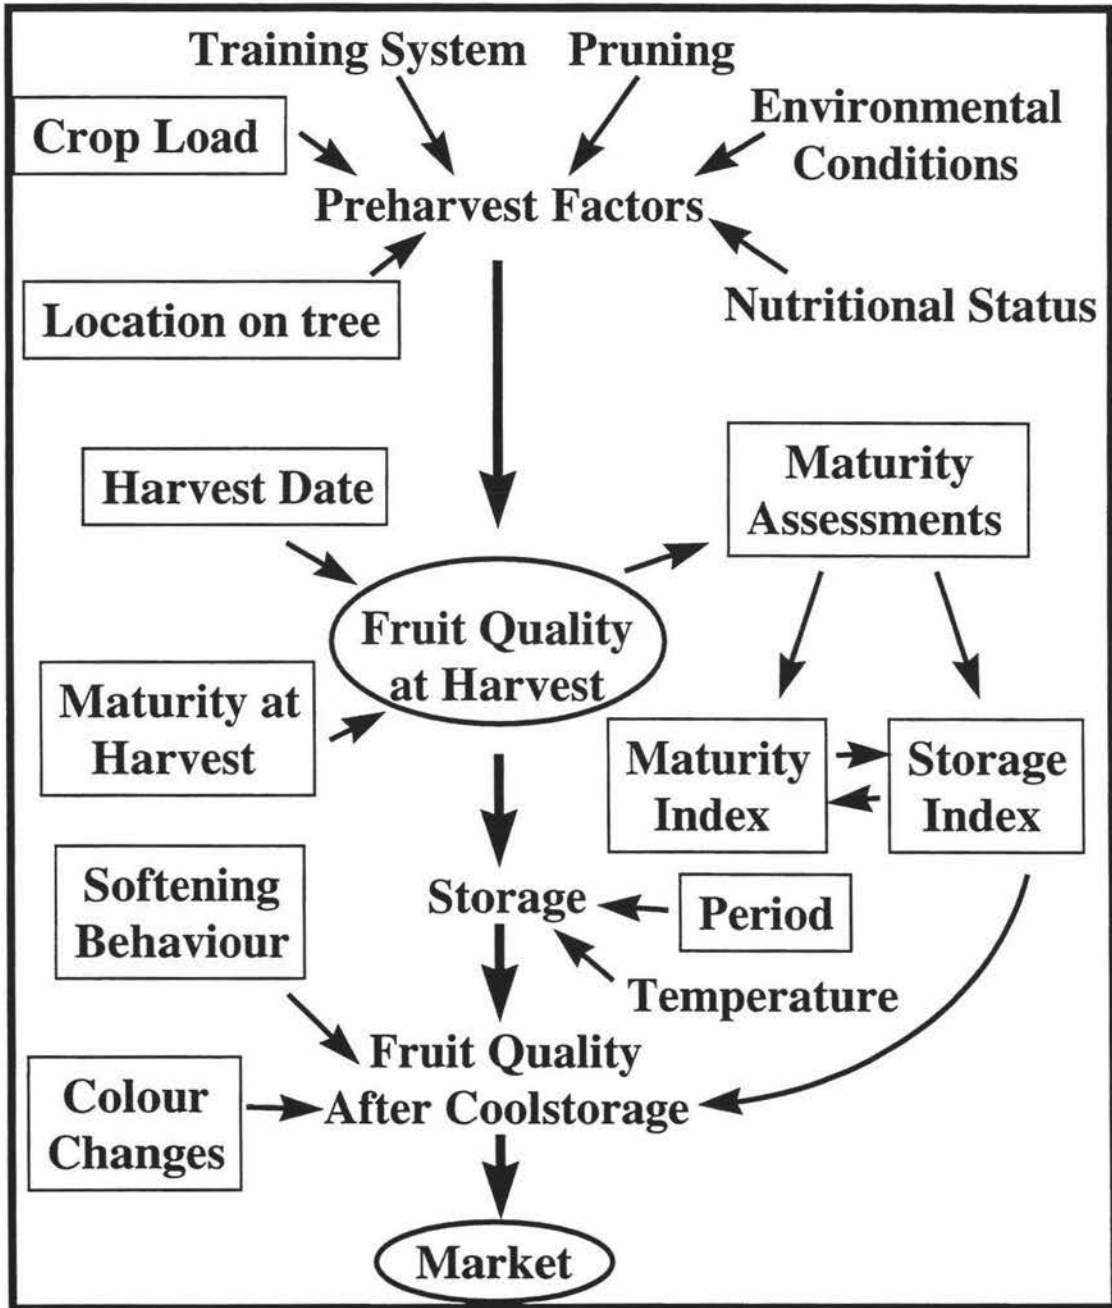 Training System
Pruning
Crop Load
Environmental
Conditions
Preharvest Factors
Location on tree
Nutritional Status
Harvest Date
Maturity
Assessments
Fruit Quality
at Harvest
Maturity at
Harvest
Maturity
Index
Storage
Index
Softening
Behaviour
Storage
Period
Temperature
Fruit Quality
After Coolstorage
Colour
Changes
Market